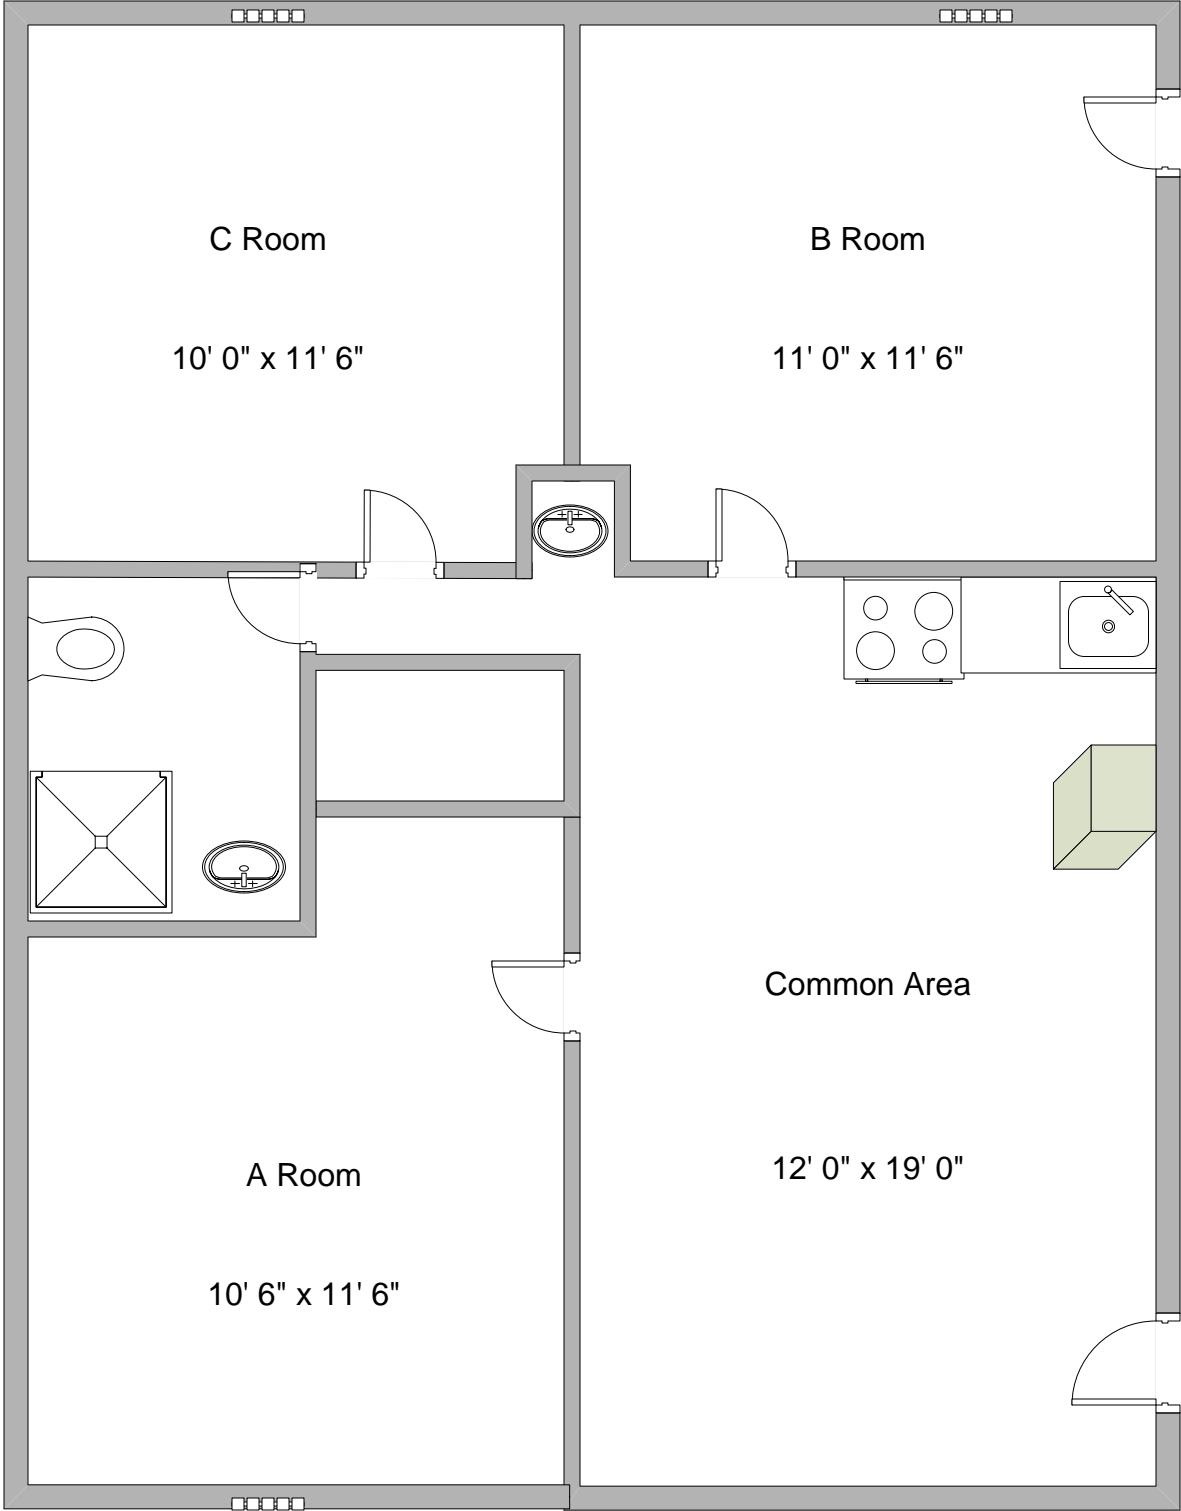 C Room
10' 0" x 11' 6"
B Room
11' 0" x 11' 6"
Common Area
12' 0" x 19' 0"
A Room
10' 6" x 11' 6"